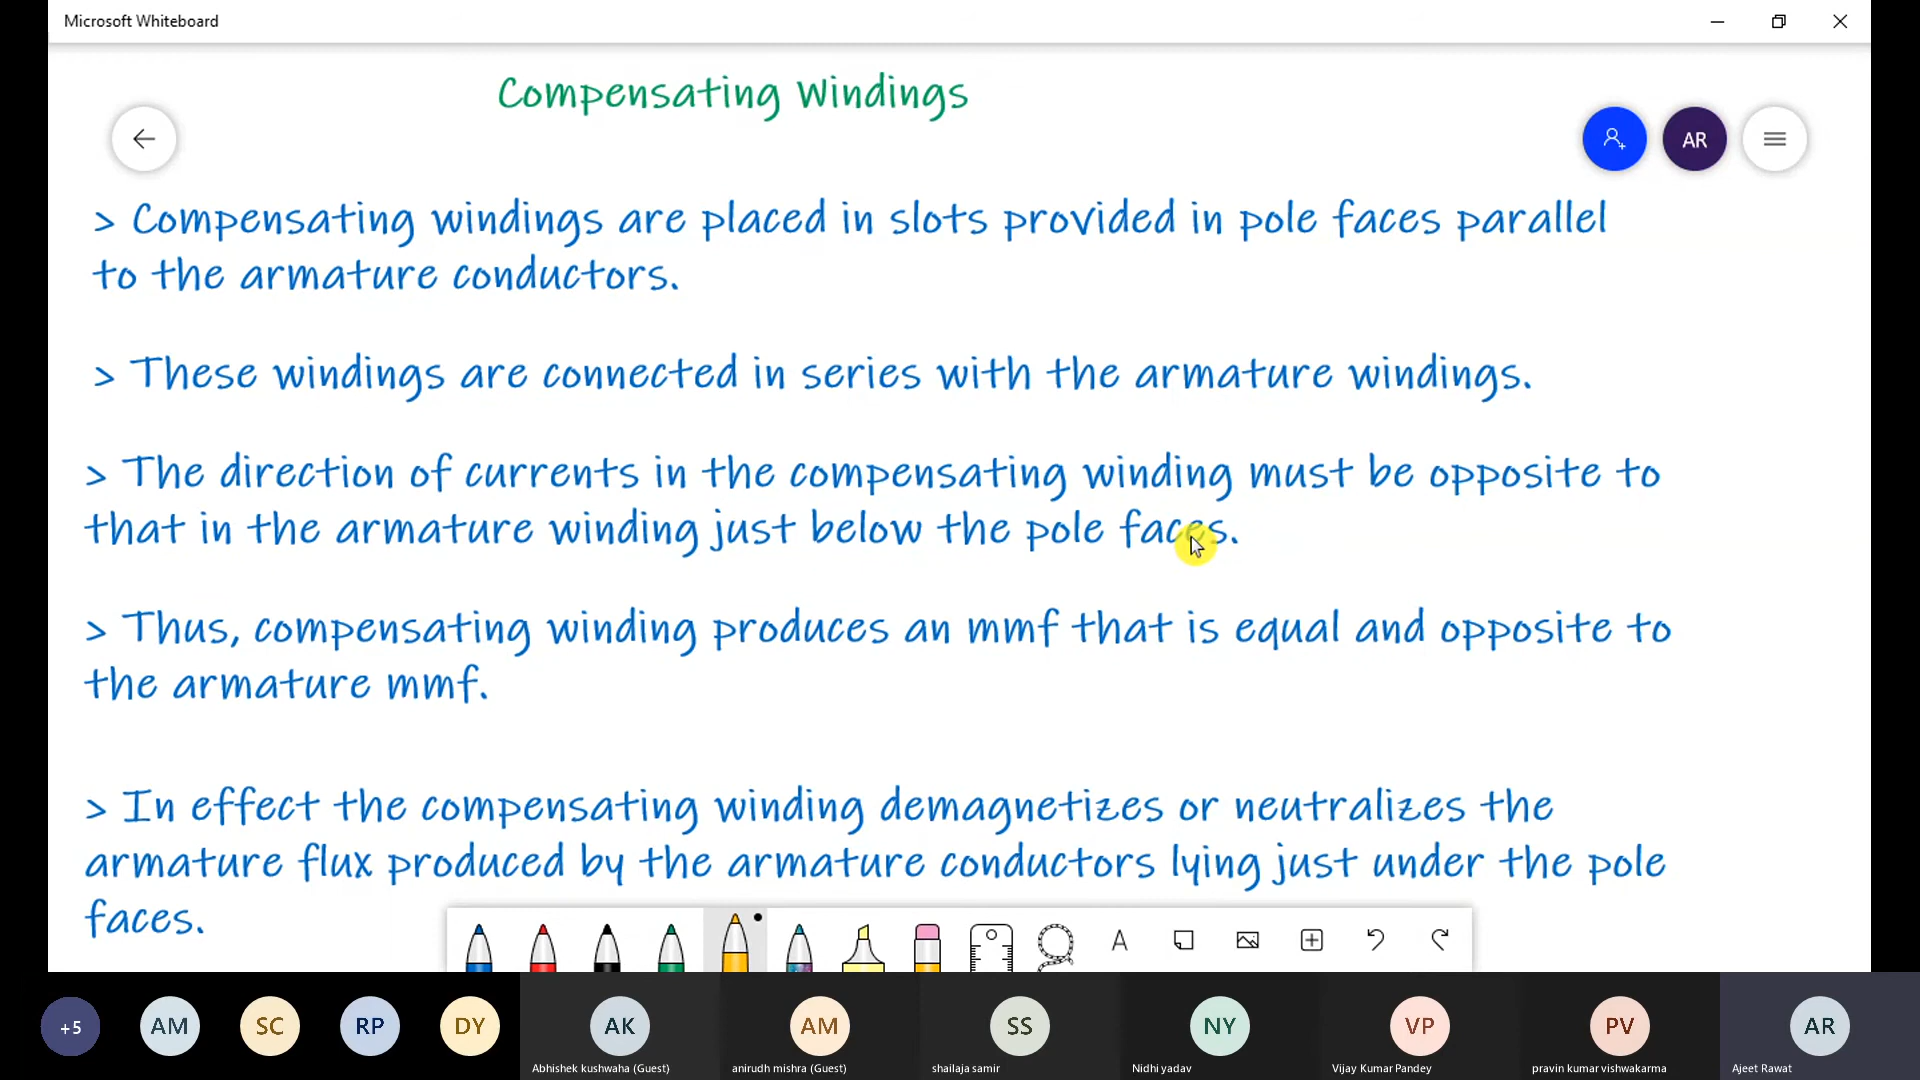 Microsoft Whiteboard
Compensating Windings
AR
> Compensating windings are placed in slots provided in pole faces parallel
to the armature conductors.
> These windings are connected in series with the armature windings.
> The direction of currents in the compensating winding must be opposite to
that in the armature winding just below the pole faces.
> Thus, compensating winding produces an mmf that is equal and opposite to
the armature mmf.
> In effect the compensating winding demagnetizes or neutralizes the
armature flux produced by the armature conductors lying just under the pole
faces.
A
+5 AM SC RP DY AK AM SS NY VP PV AR
Abhishek kushwaha (Guest) anirudh mishra (Guest) shailaja samir Nidhi yadav Vijay Kumar Pandey pravin kumar vishwakarma Ajeet Rawat